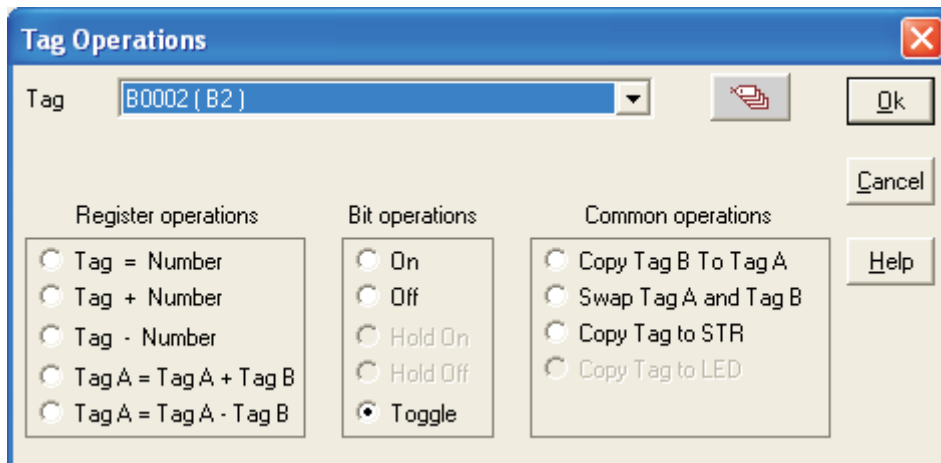 Tag Operations
Tag B0002 ( B2 )
Ok
Cancel
Help
Register operations
Tag = Number
Tag + Number
Tag - Number
Tag A = Tag A + Tag B
Tag A = Tag A - Tag B
Bit operations
On
Off
Hold On
Hold Off
Toggle
Common operations
Copy Tag B To Tag A
Swap Tag A and Tag B
Copy Tag to STR
Copy Tag to LED